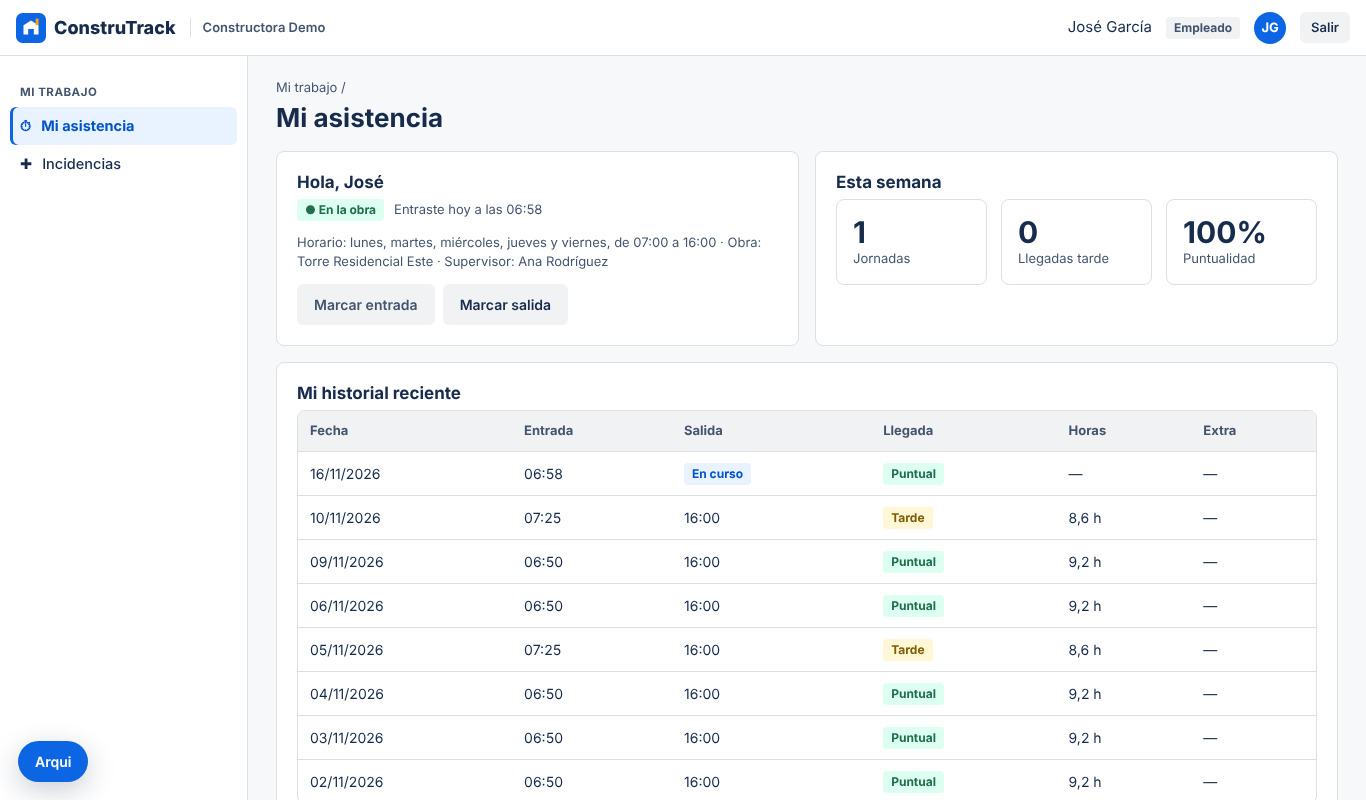 ConstruTrack
Constructora Demo
José García
Empleado
JG
Salir
MI TRABAJO
Mi asistencia
Incidencias
Mi trabajo /
Mi asistencia
Hola, José
En la obra
Entraste hoy a las 06:58
Horario: lunes, martes, miércoles, jueves y viernes, de 07:00 a 16:00 · Obra:
Torre Residencial Este · Supervisor: Ana Rodríguez
Marcar entrada
Marcar salida
Esta semana
1
Jornadas
0
Llegadas tarde
100%
Puntualidad
Mi historial reciente
Fecha Entrada Salida Llegada Horas Extra
16/11/2026 06:58 En curso Puntual — —
10/11/2026 07:25 16:00 Tarde 8,6 h —
09/11/2026 06:50 16:00 Puntual 9,2 h —
06/11/2026 06:50 16:00 Puntual 9,2 h —
05/11/2026 07:25 16:00 Tarde 8,6 h —
04/11/2026 06:50 16:00 Puntual 9,2 h —
03/11/2026 06:50 16:00 Puntual 9,2 h —
02/11/2026 06:50 16:00 Puntual 9,2 h —
Arqui